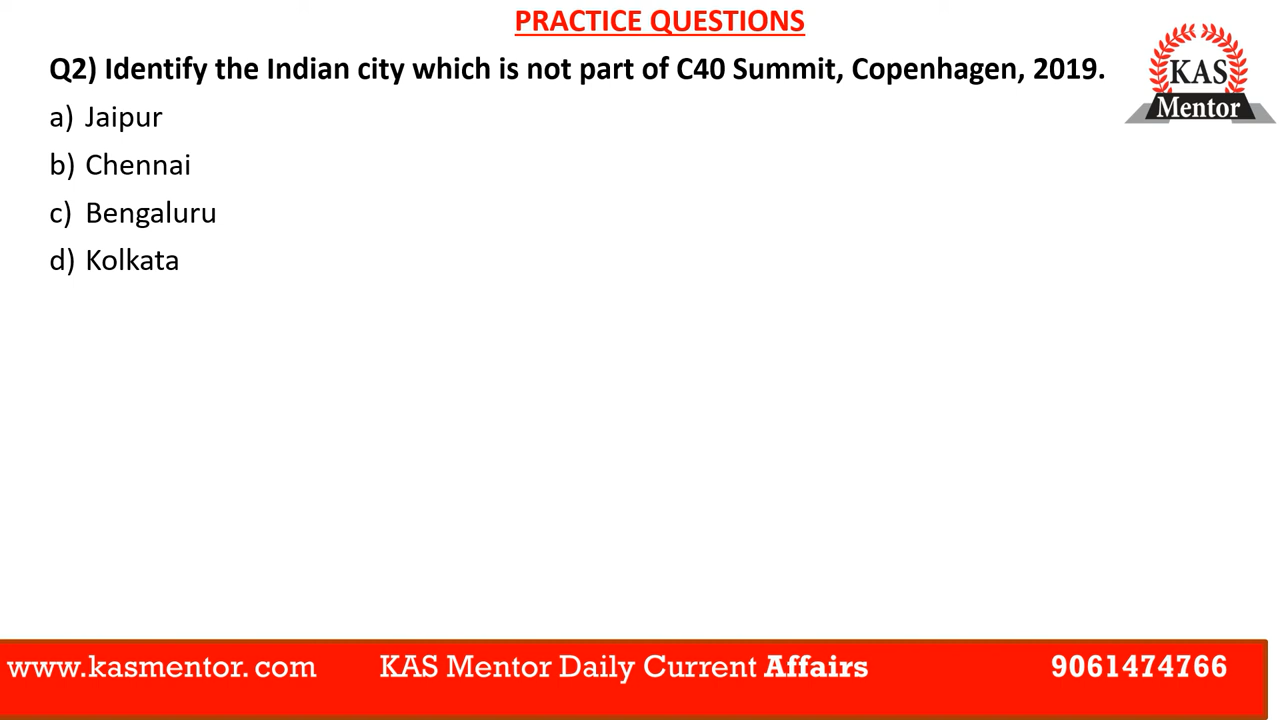 PRACTICE QUESTIONS
Q2) Identify the Indian city which is not part of C40 Summit, Copenhagen, 2019.
a) Jaipur
b) Chennai
c) Bengaluru
d) Kolkata
KAS
Mentor
www.kasmentor.com KAS Mentor Daily Current Affairs 9061474766